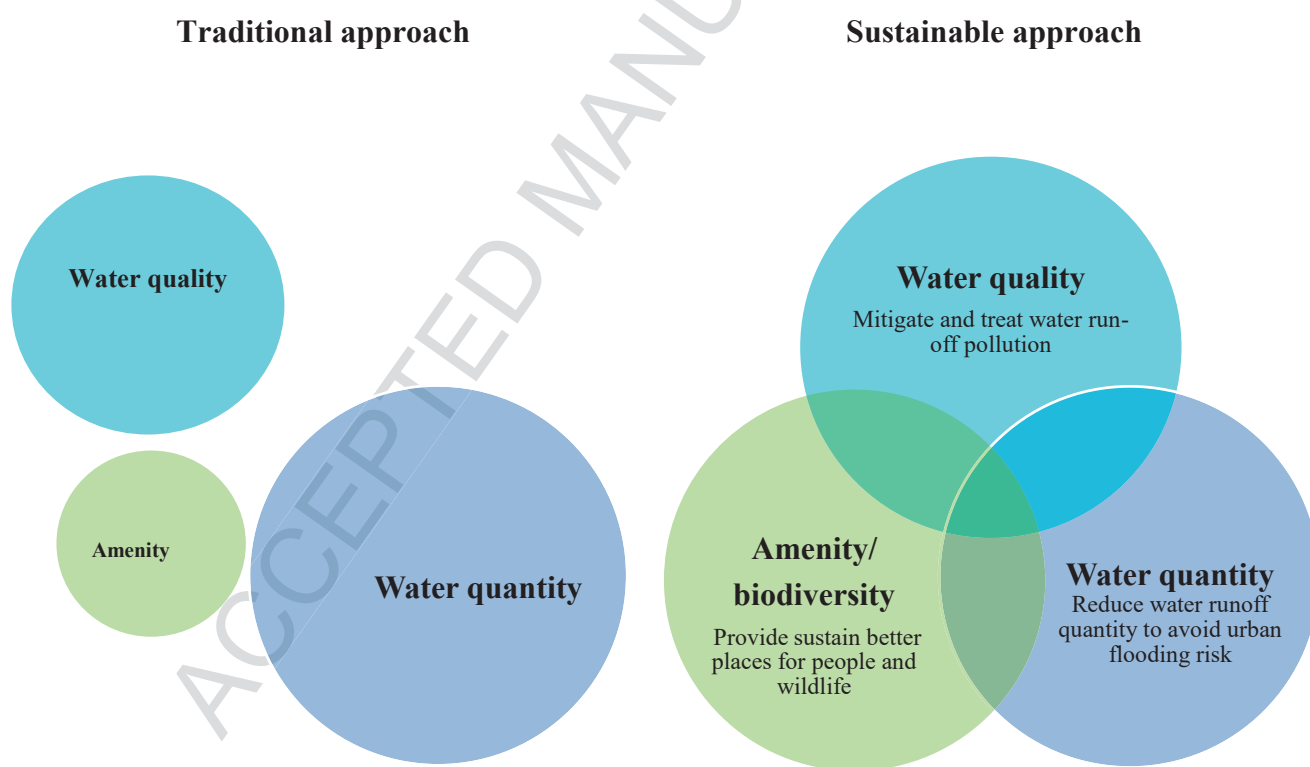 Traditional approach
Sustainable approach
Water quality
Amenity
Water quantity
Water quality
Mitigate and treat water run-
off pollution
Amenity/
biodiversity
Provide sustain better
places for people and
wildlife
Water quantity
Reduce water runoff
quantity to avoid urban
flooding risk
ACCEPTED MANU